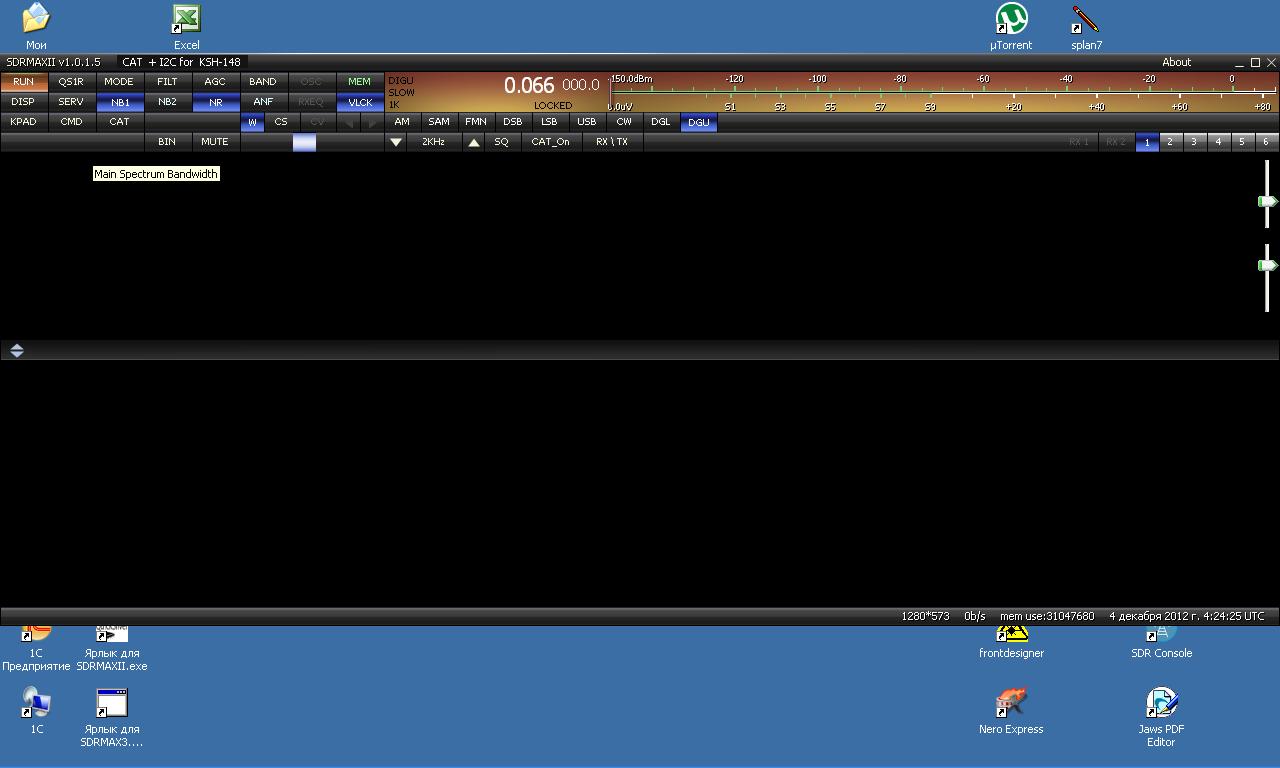 Мои
Excel
µTorrent
splan7
SDRMAXII v1.0.1.5 CAT + I2C for KSH-148 About
RUN QS1R MODE FILT AGC BAND OSC MEM
DISP SERV NB1 NB2 NR ANF RXEQ VLCK
KPAD CMD CAT W CS CV
BIN MUTE
DIGU
SLOW
1K
0.066 000.0
LOCKED
-150.0dBm -120 -100 -80 -60 -40 -20 0
0.0uV S1 S3 S5 S7 S9 +20 +40 +60 +80
AM SAM FMN DSB LSB USB CW DGL DGU
2KHz SQ CAT_On RX \ TX RX 1 RX 2 1 2 3 4 5 6
Main Spectrum Bandwidth
1280*573 0b/s mem use:31047680 4 декабря 2012 г. 4:24:25 UTC
1С
Предприятие
Ярлык для
SDRMAXII.exe
frontdesigner
SDR Console
1С
Ярлык для
SDRMAX3....
Nero Express
Jaws PDF
Editor